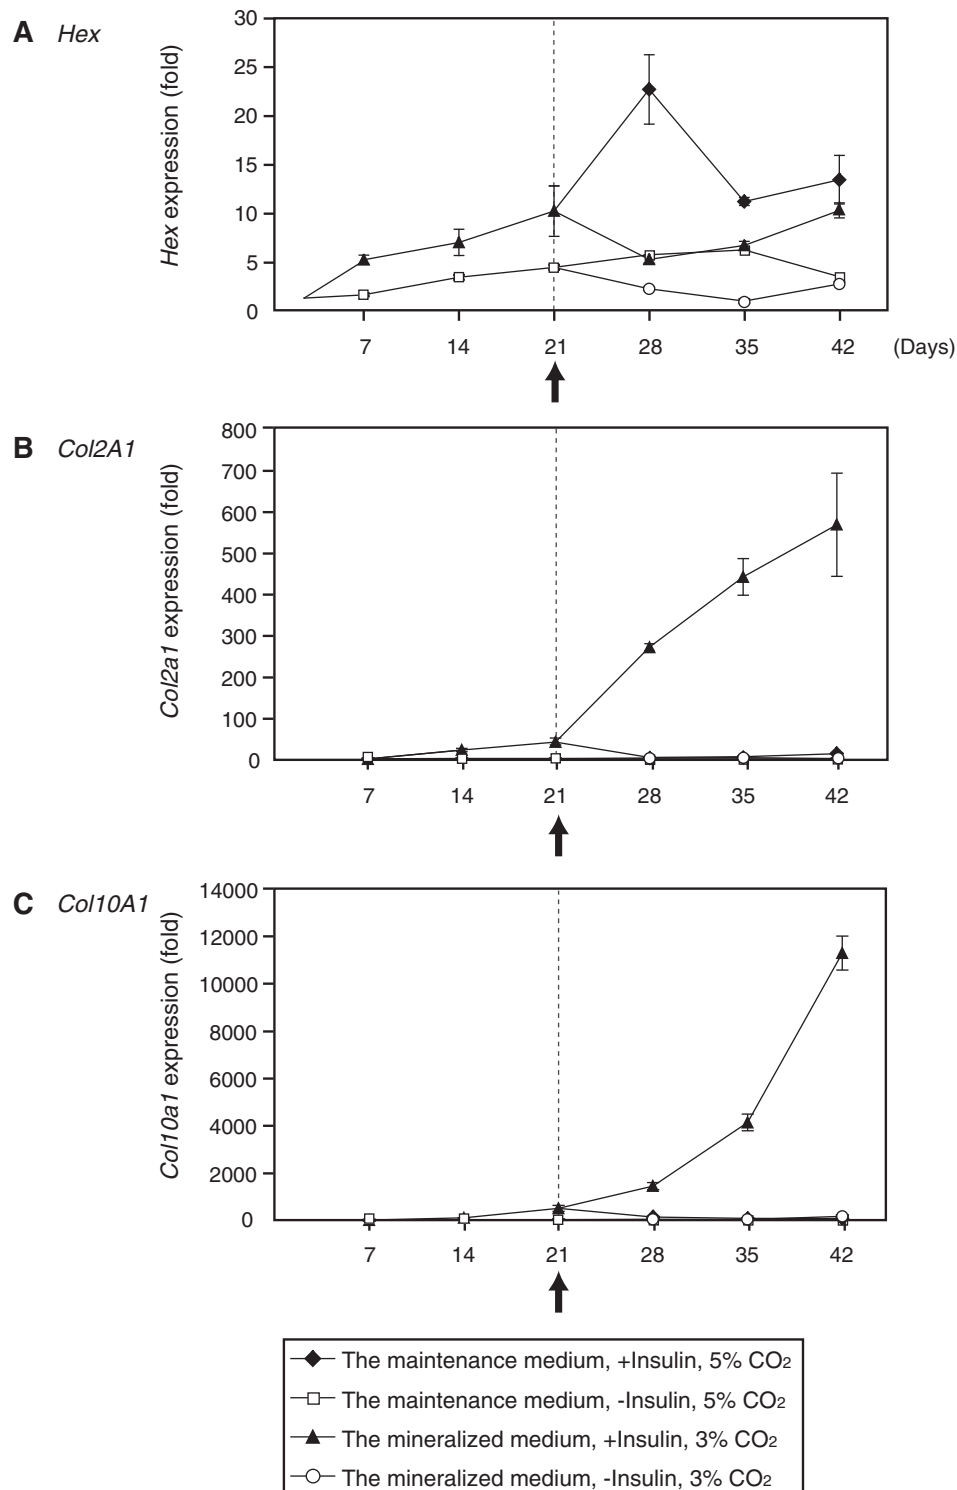 A Hex
Hex expression (fold)
30
25
20
15
10
5
0
7 14 21 28 35 42 (Days)
B Col2A1
Col2a1 expression (fold)
800
700
600
500
400
300
200
100
0
7 14 21 28 35 42
C Col10A1
Col10a1 expression (fold)
14000
12000
10000
8000
6000
4000
2000
0
7 14 21 28 35 42
The maintenance medium, +Insulin, 5% CO2
The maintenance medium, -Insulin, 5% CO2
The mineralized medium, +Insulin, 3% CO2
The mineralized medium, -Insulin, 3% CO2